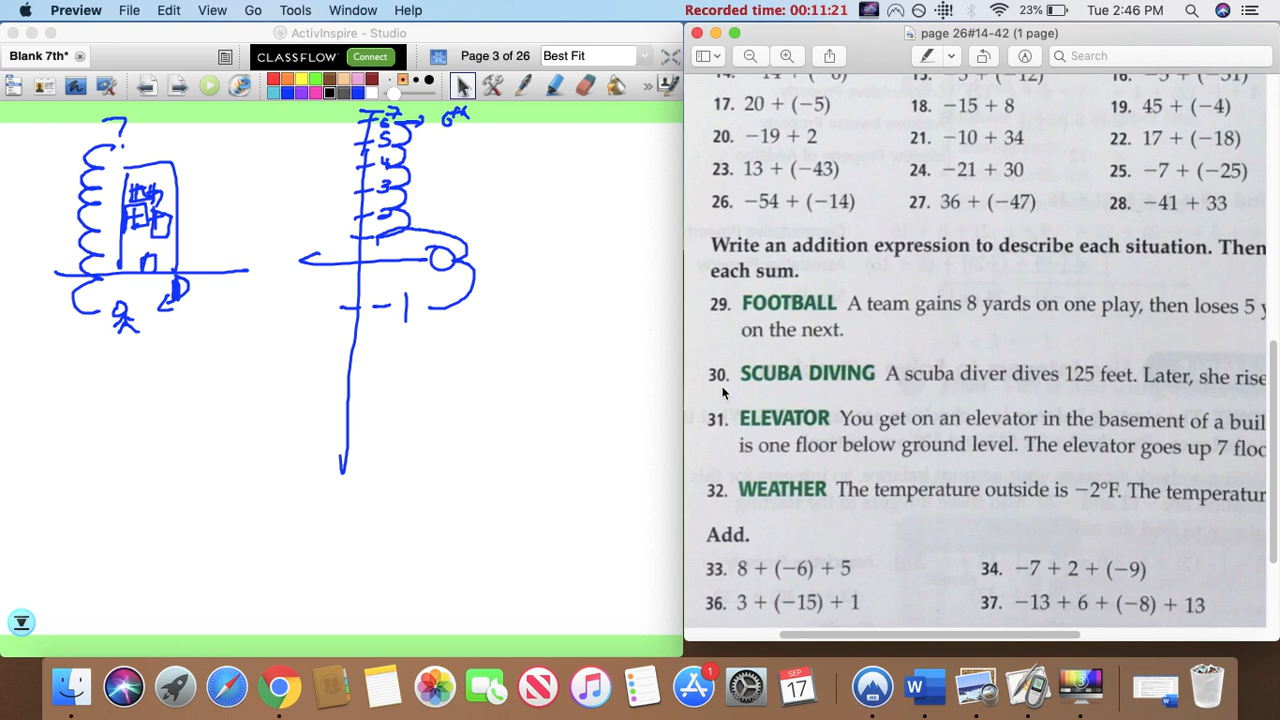 Preview File Edit View Go Tools Window Help
Recorded time: 00:11:21
23% Tue 2:46 PM
ActivInspire - Studio
Blank 7th*
CLASSFLOW Connect
Page 3 of 26
Best Fit
page 26#14-42 (1 page)
Search
17. 20 + (−5) 18. −15 + 8 19. 45 + (−4)
20. −19 + 2 21. −10 + 34 22. 17 + (−18)
23. 13 + (−43) 24. −21 + 30 25. −7 + (−25)
26. −54 + (−14) 27. 36 + (−47) 28. −41 + 33
Write an addition expression to describe each situation. Then
each sum.
29. FOOTBALL A team gains 8 yards on one play, then loses 5 y
on the next.
30. SCUBA DIVING A scuba diver dives 125 feet. Later, she rise
31. ELEVATOR You get on an elevator in the basement of a buil
is one floor below ground level. The elevator goes up 7 floo
32. WEATHER The temperature outside is −2°F. The temperatur
Add.
33. 8 + (−6) + 5 34. −7 + 2 + (−9)
36. 3 + (−15) + 1 37. −13 + 6 + (−8) + 13
?
7
6 6th
5
4
3
2
1
-1
1
SEP
17
W